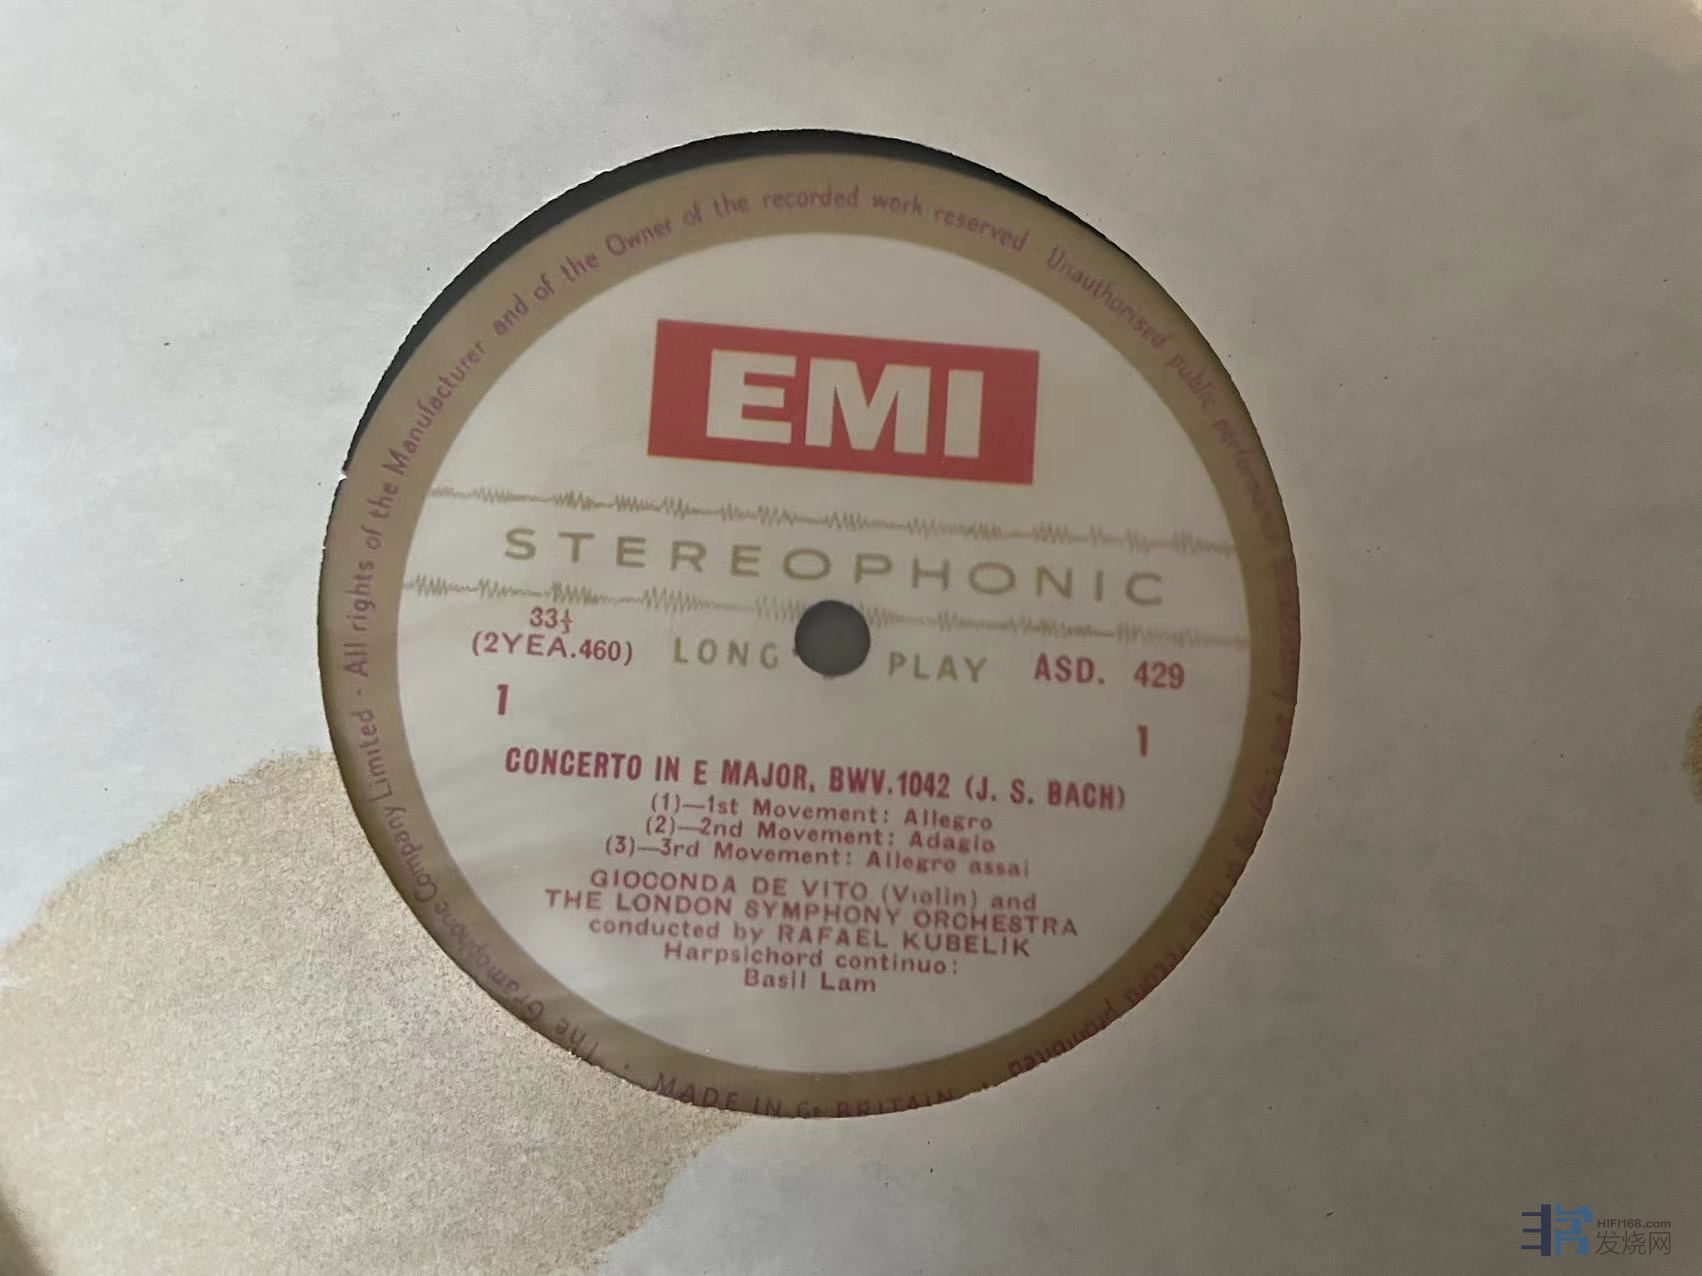 The Gramophone Company Limited · All rights of the Manufacturer and of the Owner of the recorded work reserved · Unauthorised public performance
record prohibited ·
EMI
STEREOPHONIC
33⅓
(2YEA.460)
LONG PLAY
ASD. 429
1
1
CONCERTO IN E MAJOR, BWV.1042 (J. S. BACH)
(1)—1st Movement: Allegro
(2)—2nd Movement: Adagio
(3)—3rd Movement: Allegro assai
GIOCONDA DE VITO (Violin) and
THE LONDON SYMPHONY ORCHESTRA
conducted by RAFAEL KUBELIK
Harpsichord continuo:
Basil Lam
· MADE IN Gt. BRITAIN ·
HIFI168.com
发烧网